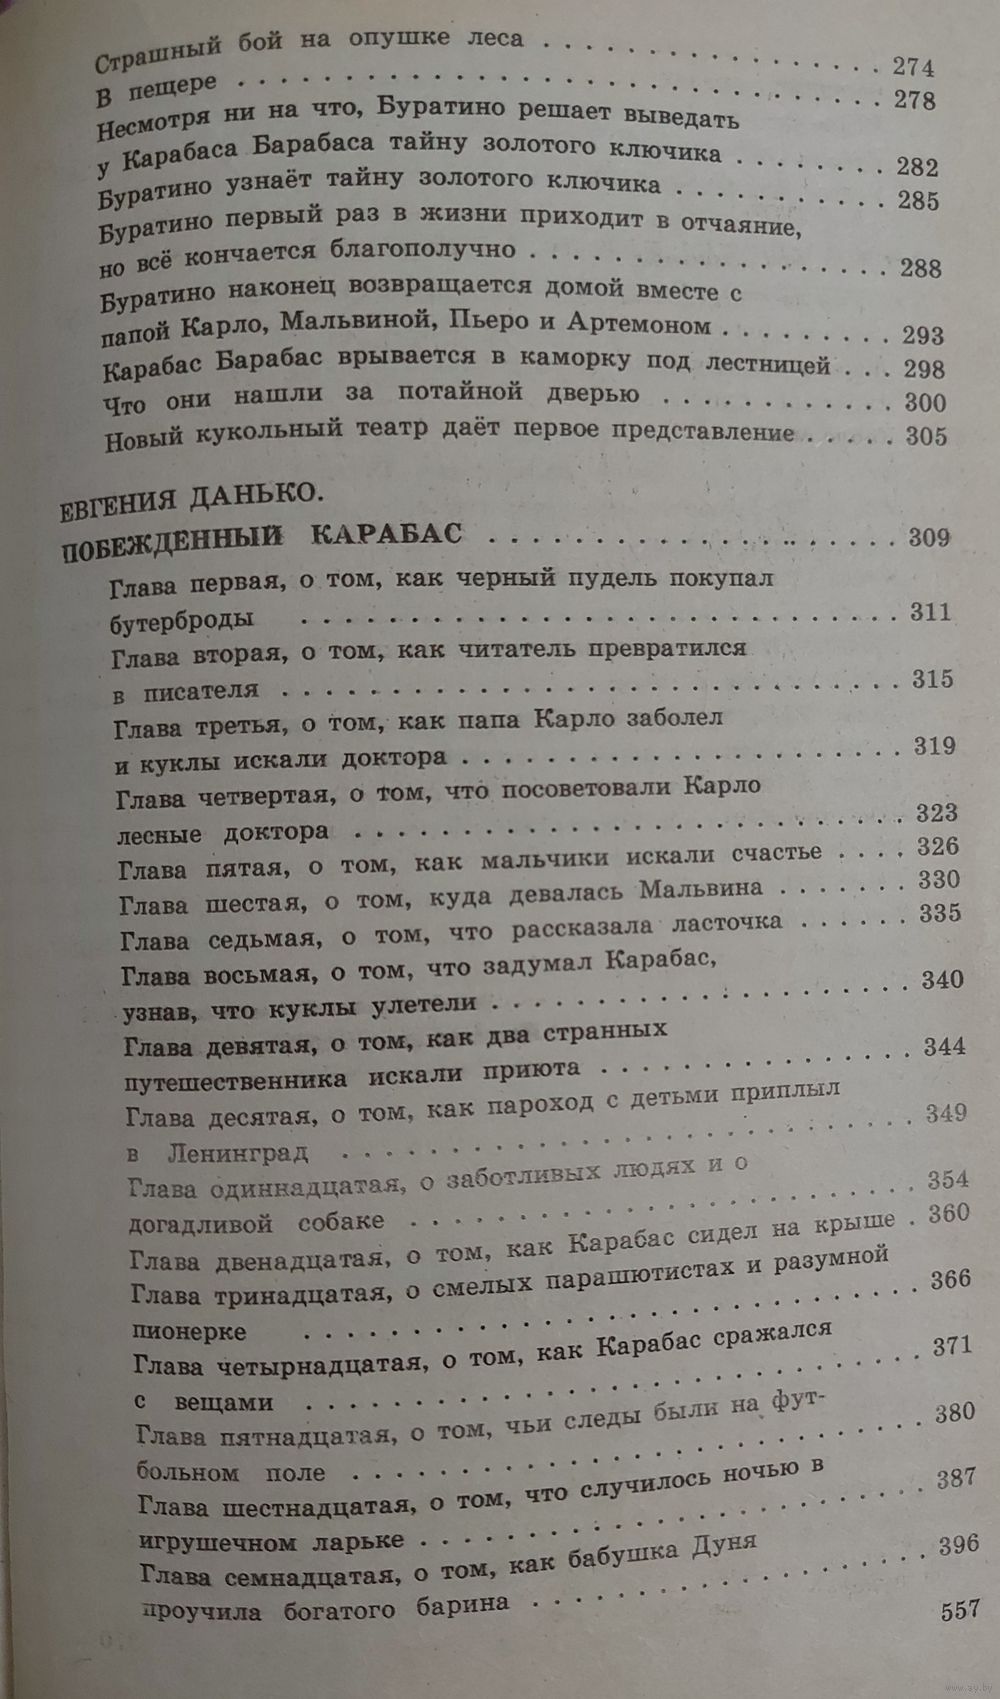 Страшный бой на опушке леса . . . . . . . . . . . . . 274
В пещере . . . . . . . . . . . . . . . . . . . . . . . . 278
Несмотря ни на что, Буратино решает выведать
у Карабаса Барабаса тайну золотого ключика . . . . . . 282
Буратино узнаёт тайну золотого ключика . . . . . . . . 285
Буратино первый раз в жизни приходит в отчаяние,
но всё кончается благополучно . . . . . . . . . . . . . 288
Буратино наконец возвращается домой вместе с
папой Карло, Мальвиной, Пьеро и Артемоном . . . . . . . 293
Карабас Барабас врывается в каморку под лестницей . . . 298
Что они нашли за потайной дверью . . . . . . . . . . . 300
Новый кукольный театр даёт первое представление . . . . . 305
ЕВГЕНИЯ ДАНЬКО.
ПОБЕЖДЕННЫЙ КАРАБАС . . . . . . . . . . . . . . . . 309
Глава первая, о том, как черный пудель покупал
бутерброды . . . . . . . . . . . . . . . . . . . . . . . 311
Глава вторая, о том, как читатель превратился
в писателя . . . . . . . . . . . . . . . . . . . . . . . 315
Глава третья, о том, как папа Карло заболел
и куклы искали доктора . . . . . . . . . . . . . . . . . 319
Глава четвертая, о том, что посоветовали Карло
лесные доктора . . . . . . . . . . . . . . . . . . . . . 323
Глава пятая, о том, как мальчики искали счастье . . . . 326
Глава шестая, о том, куда девалась Мальвина . . . . . . 330
Глава седьмая, о том, что рассказала ласточка . . . . . . 335
Глава восьмая, о том, что задумал Карабас,
узнав, что куклы улетели . . . . . . . . . . . . . . . . 340
Глава девятая, о том, как два странных
путешественника искали приюта . . . . . . . . . . . . 344
Глава десятая, о том, как пароход с детьми приплыл
в Ленинград . . . . . . . . . . . . . . . . . . . . . . 349
Глава одиннадцатая, о заботливых людях и о
догадливой собаке . . . . . . . . . . . . . . . . . . . 354
Глава двенадцатая, о том, как Карабас сидел на крыше . 360
Глава тринадцатая, о смелых парашютистах и разумной
пионерке . . . . . . . . . . . . . . . . . . . . . . . 366
Глава четырнадцатая, о том, как Карабас сражался
с вещами . . . . . . . . . . . . . . . . . . . . . . . 371
Глава пятнадцатая, о том, чьи следы были на фут-
больном поле . . . . . . . . . . . . . . . . . . . . . 380
Глава шестнадцатая, о том, что случилось ночью в
игрушечном ларьке . . . . . . . . . . . . . . . . . . . 387
Глава семнадцатая, о том, как бабушка Дуня
проучила богатого барина . . . . . . . . . . . . . . . 396
557
www.ay.by